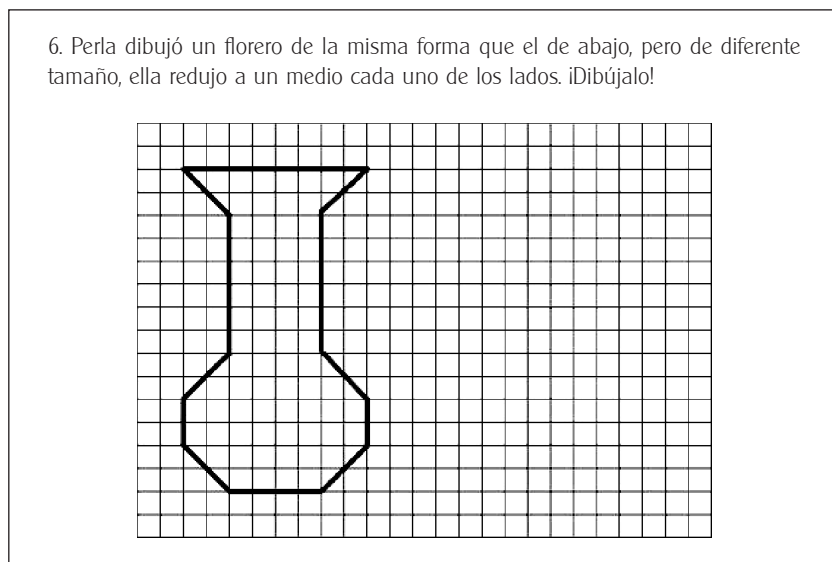 6. Perla dibujó un florero de la misma forma que el de abajo, pero de diferente
tamaño, ella redujo a un medio cada uno de los lados. ¡Dibújalo!